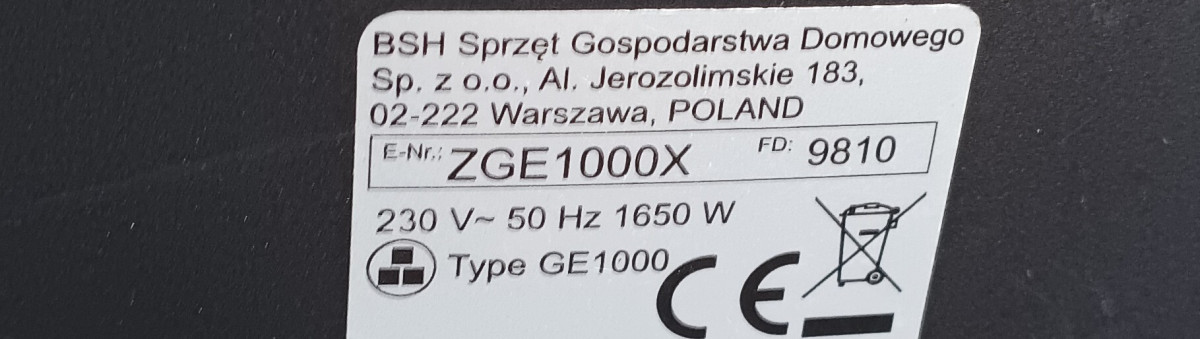 BSH Sprzęt Gospodarstwa Domowego
Sp. z o.o., Al. Jerozolimskie 183,
02-222 Warszawa, POLAND
E-Nr.: ZGE1000X FD: 9810
230 V~ 50 Hz 1650 W
Type GE1000
CE